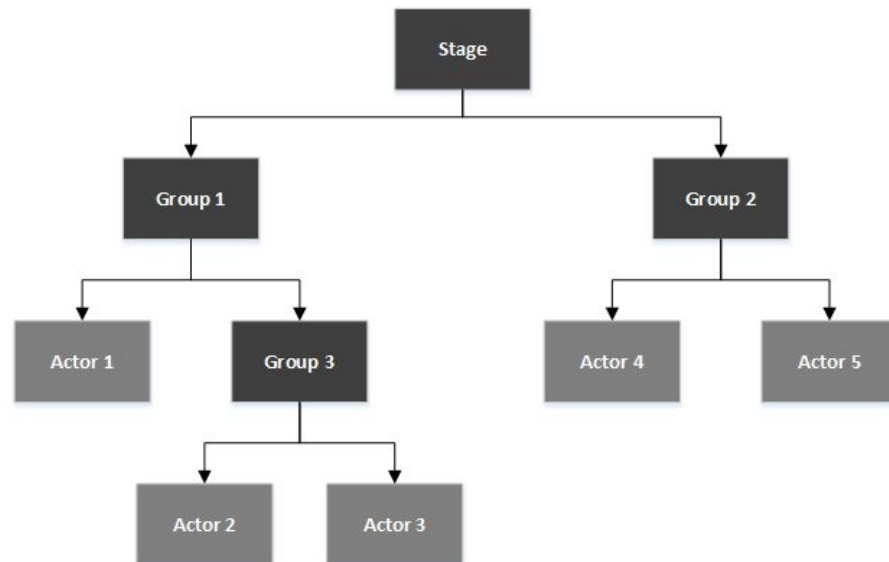 Stage
Group 1
Group 2
Actor 1
Group 3
Actor 4
Actor 5
Actor 2
Actor 3